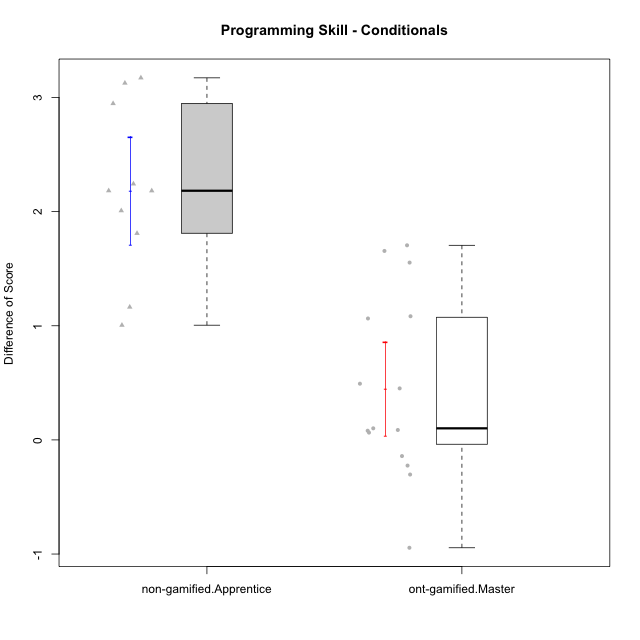 Programming Skill - Conditionals
Difference of Score
3
2
1
0
-1
non-gamified.Apprentice
ont-gamified.Master